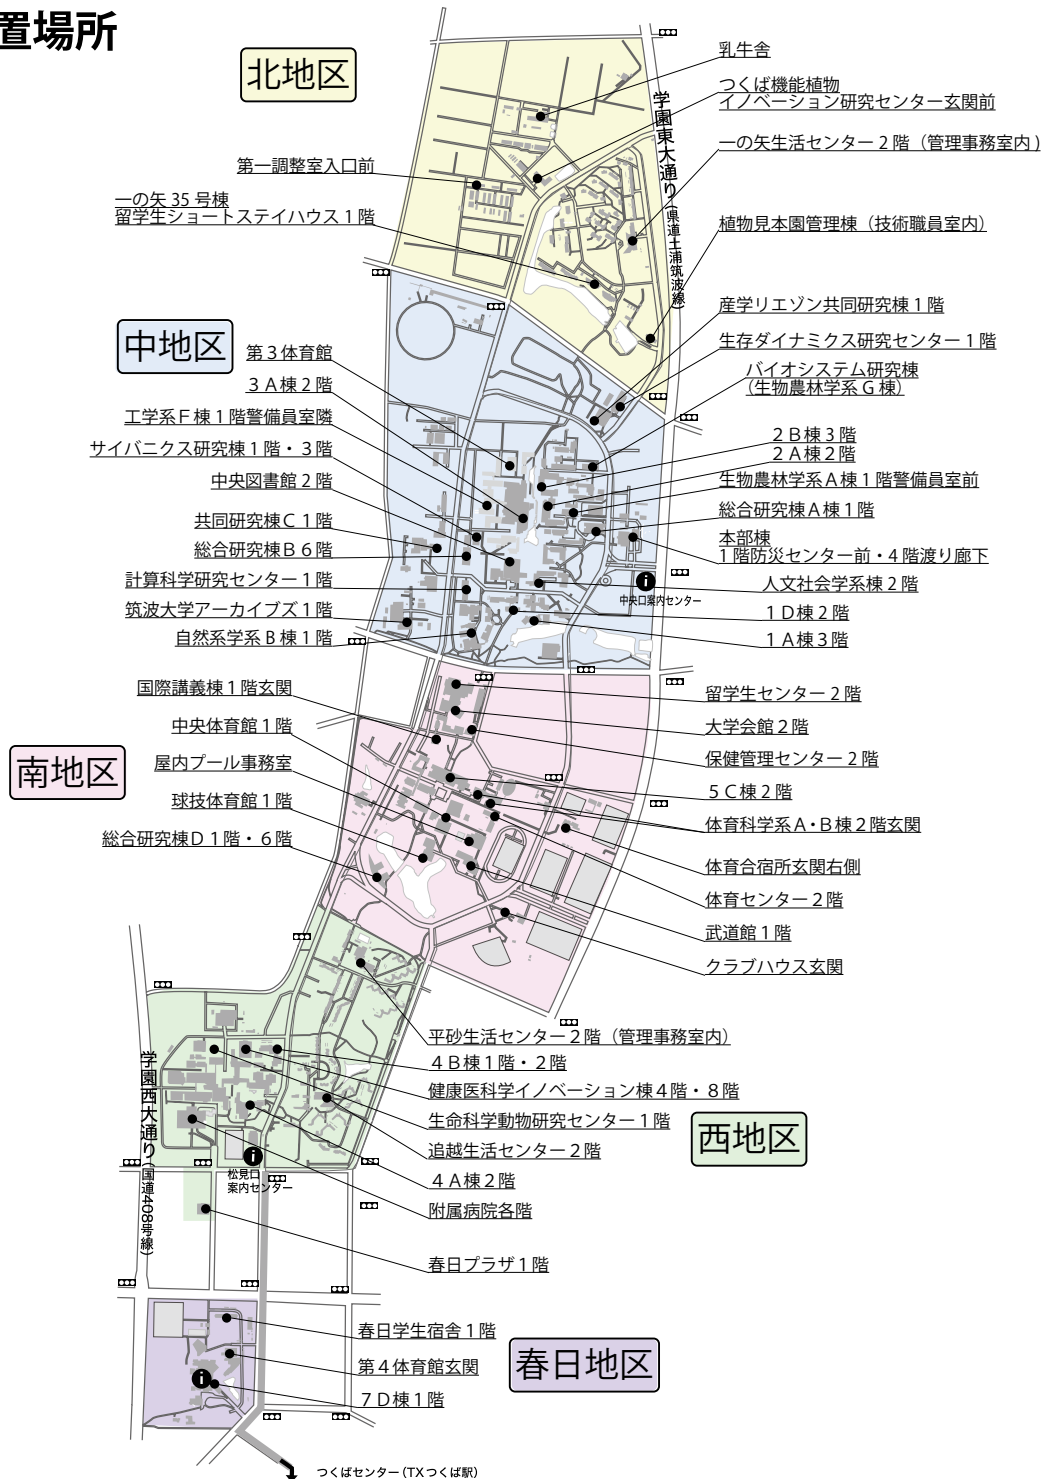 置場所
北地区
乳牛舎
つくば機能植物
イノベーション研究センター玄関前
一の矢生活センター２階（管理事務室内）
第一調整室入口前
一の矢 35 号棟
留学生ショートステイハウス１階
植物見本園管理棟（技術職員室内）
学園東大通り（県道土浦筑波線）
産学リエゾン共同研究棟１階
生存ダイナミクス研究センター１階
バイオシステム研究棟
（生物農林学系Ｇ棟）
中地区
第３体育館
３Ａ棟２階
工学系Ｆ棟１階警備員室隣
サイバニクス研究棟１階・３階
中央図書館２階
共同研究棟Ｃ１階
総合研究棟Ｂ６階
計算科学研究センター１階
筑波大学アーカイブズ１階
自然系学系Ｂ棟１階
２Ｂ棟３階
２Ａ棟２階
生物農林学系Ａ棟１階警備員室前
総合研究棟Ａ棟１階
本部棟
１階防災センター前・４階渡り廊下
中央口案内センター
人文社会学系棟２階
１Ｄ棟２階
１Ａ棟３階
南地区
国際講義棟１階玄関
中央体育館１階
屋内プール事務室
球技体育館１階
総合研究棟Ｄ１階・６階
留学生センター２階
大学会館２階
保健管理センター２階
５Ｃ棟２階
体育科学系Ａ・Ｂ棟２階玄関
体育合宿所玄関右側
体育センター２階
武道館１階
クラブハウス玄関
平砂生活センター２階（管理事務室内）
４Ｂ棟１階・２階
健康医科学イノベーション棟４階・８階
生命科学動物研究センター１階
追越生活センター２階
４Ａ棟２階
附属病院各階
西地区
学園西大通り（国道408号線）
松見口
案内センター
春日プラザ１階
春日学生宿舎１階
第４体育館玄関
７Ｄ棟１階
春日地区
つくばセンター（TXつくば駅）